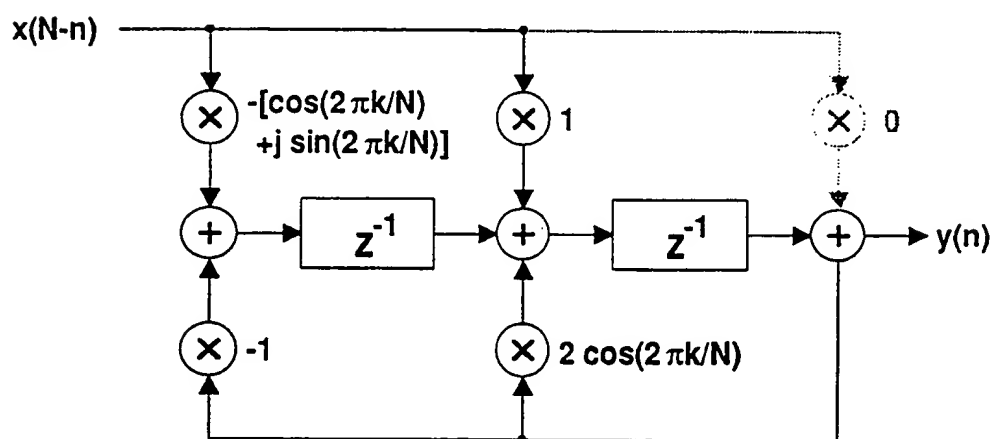 x(N-n)
-[cos(2πk/N)
+j sin(2πk/N)]
1
0
+
z⁻¹
+
z⁻¹
+
y(n)
-1
2 cos(2πk/N)